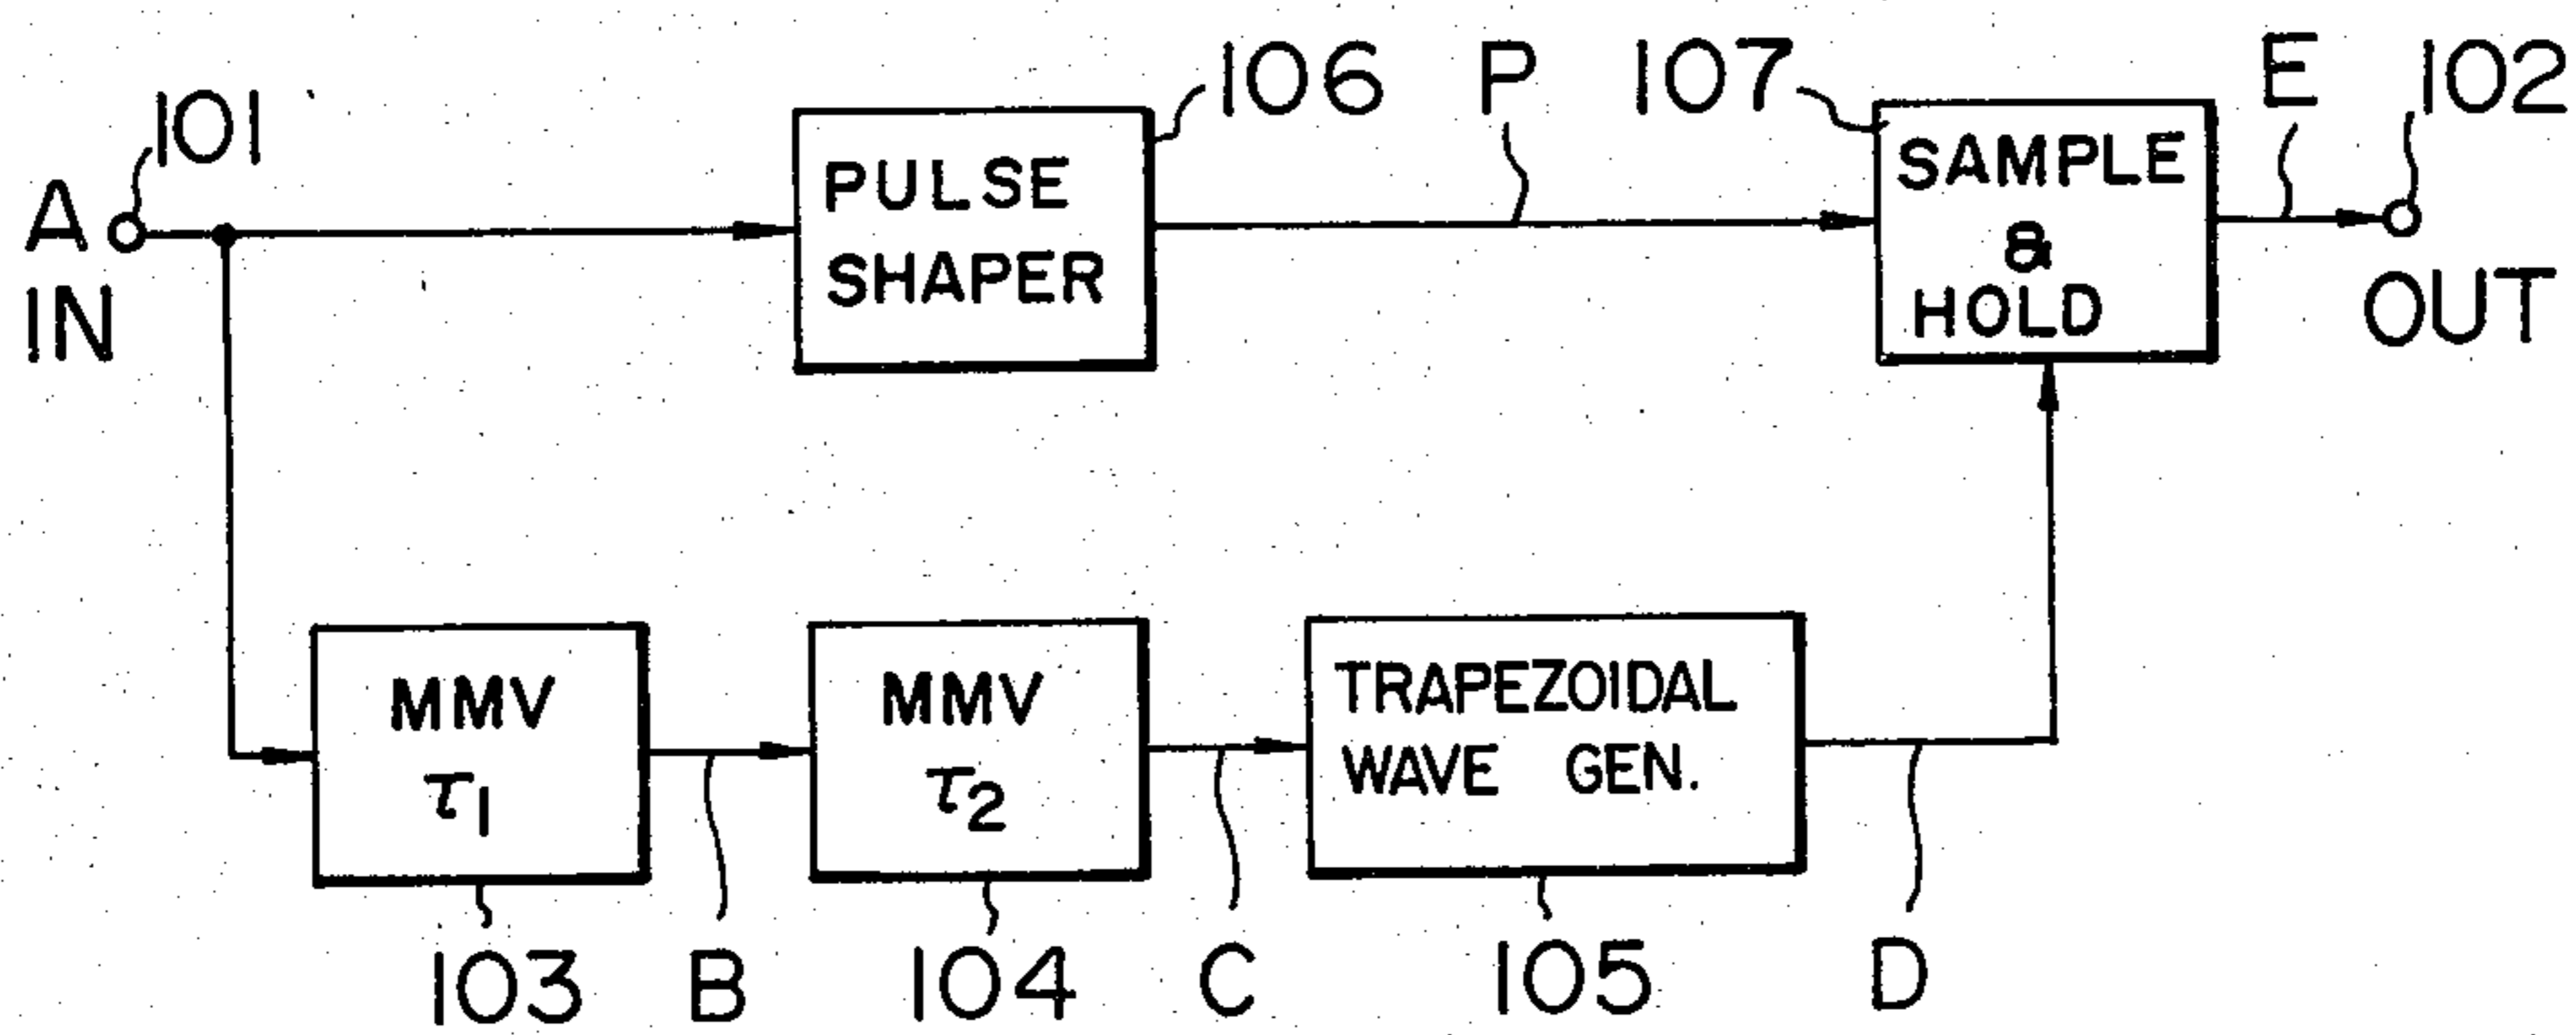 101
A
IN
PULSE
SHAPER
106
P
107
SAMPLE
&
HOLD
E
102
OUT
MMV
τ1
103
B
MMV
τ2
104
C
TRAPEZOIDAL
WAVE GEN.
105
D